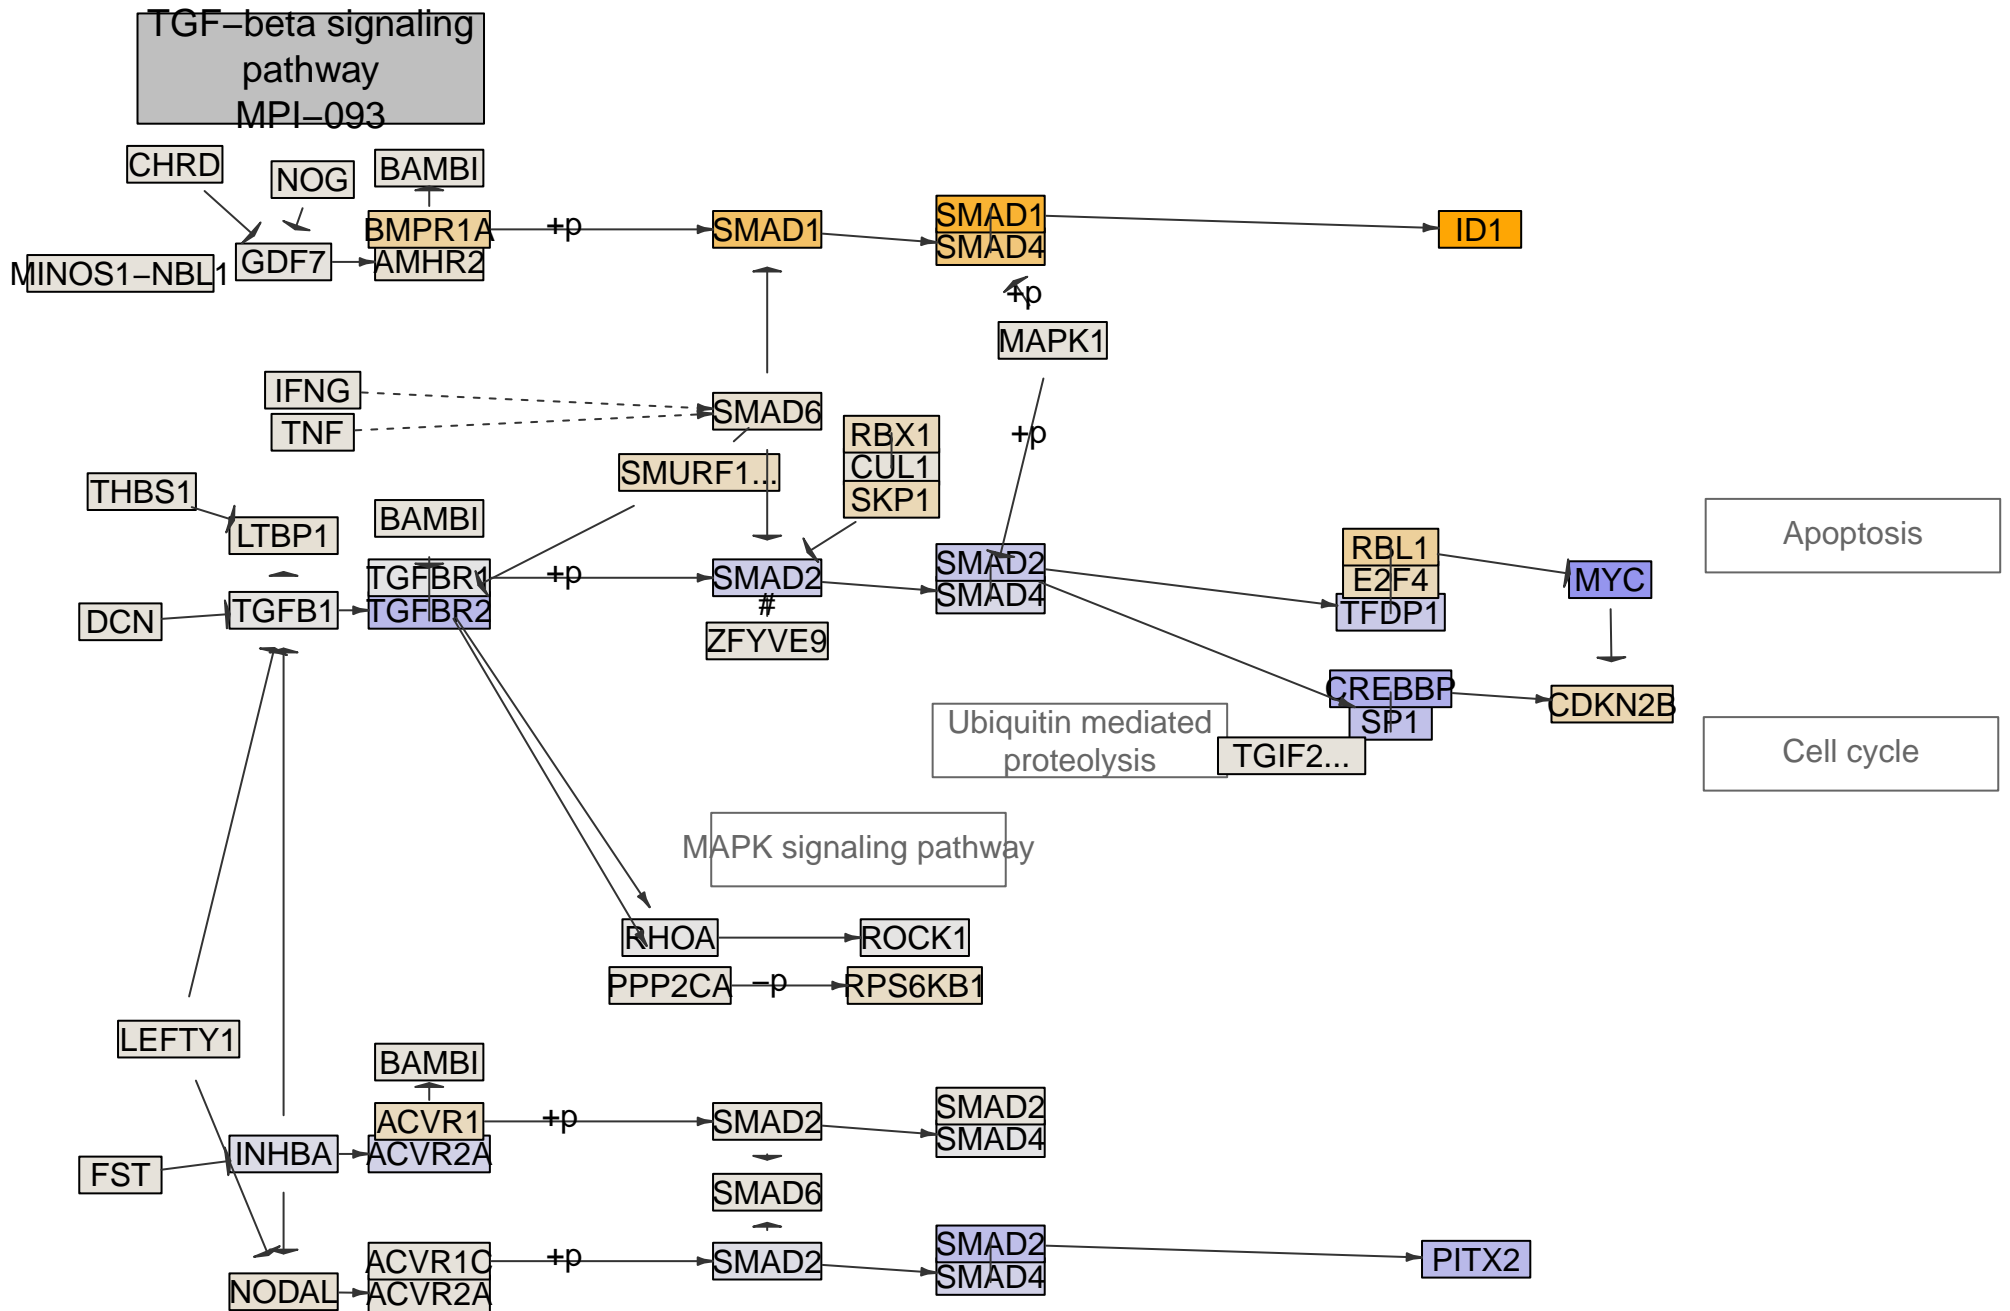 TGF−beta signaling
pathway
MPI−093
CHRD
NOG
BAMBI
BMPR1A
+p
SMAD1
SMAD1
SMAD4
ID1
MINOS1−NBL1
GDF7
AMHR2
+p
MAPK1
IFNG
TNF
SMAD6
RBX1
CUL1
SKP1
+p
SMURF1...
THBS1
LTBP1
BAMBI
Apoptosis
TGFBR1
TGFBR2
+p
SMAD2
#
ZFYVE9
SMAD2
SMAD4
RBL1
E2F4
TFDP1
MYC
DCN
TGFB1
CREBBP
SP1
CDKN2B
Ubiquitin mediated
proteolysis
TGIF2...
Cell cycle
MAPK signaling pathway
RHOA
ROCK1
PPP2CA
−p
RPS6KB1
LEFTY1
BAMBI
ACVR1
ACVR2A
+p
SMAD2
SMAD2
SMAD4
FST
INHBA
SMAD6
ACVR1C
ACVR2A
+p
SMAD2
SMAD2
SMAD4
PITX2
NODAL